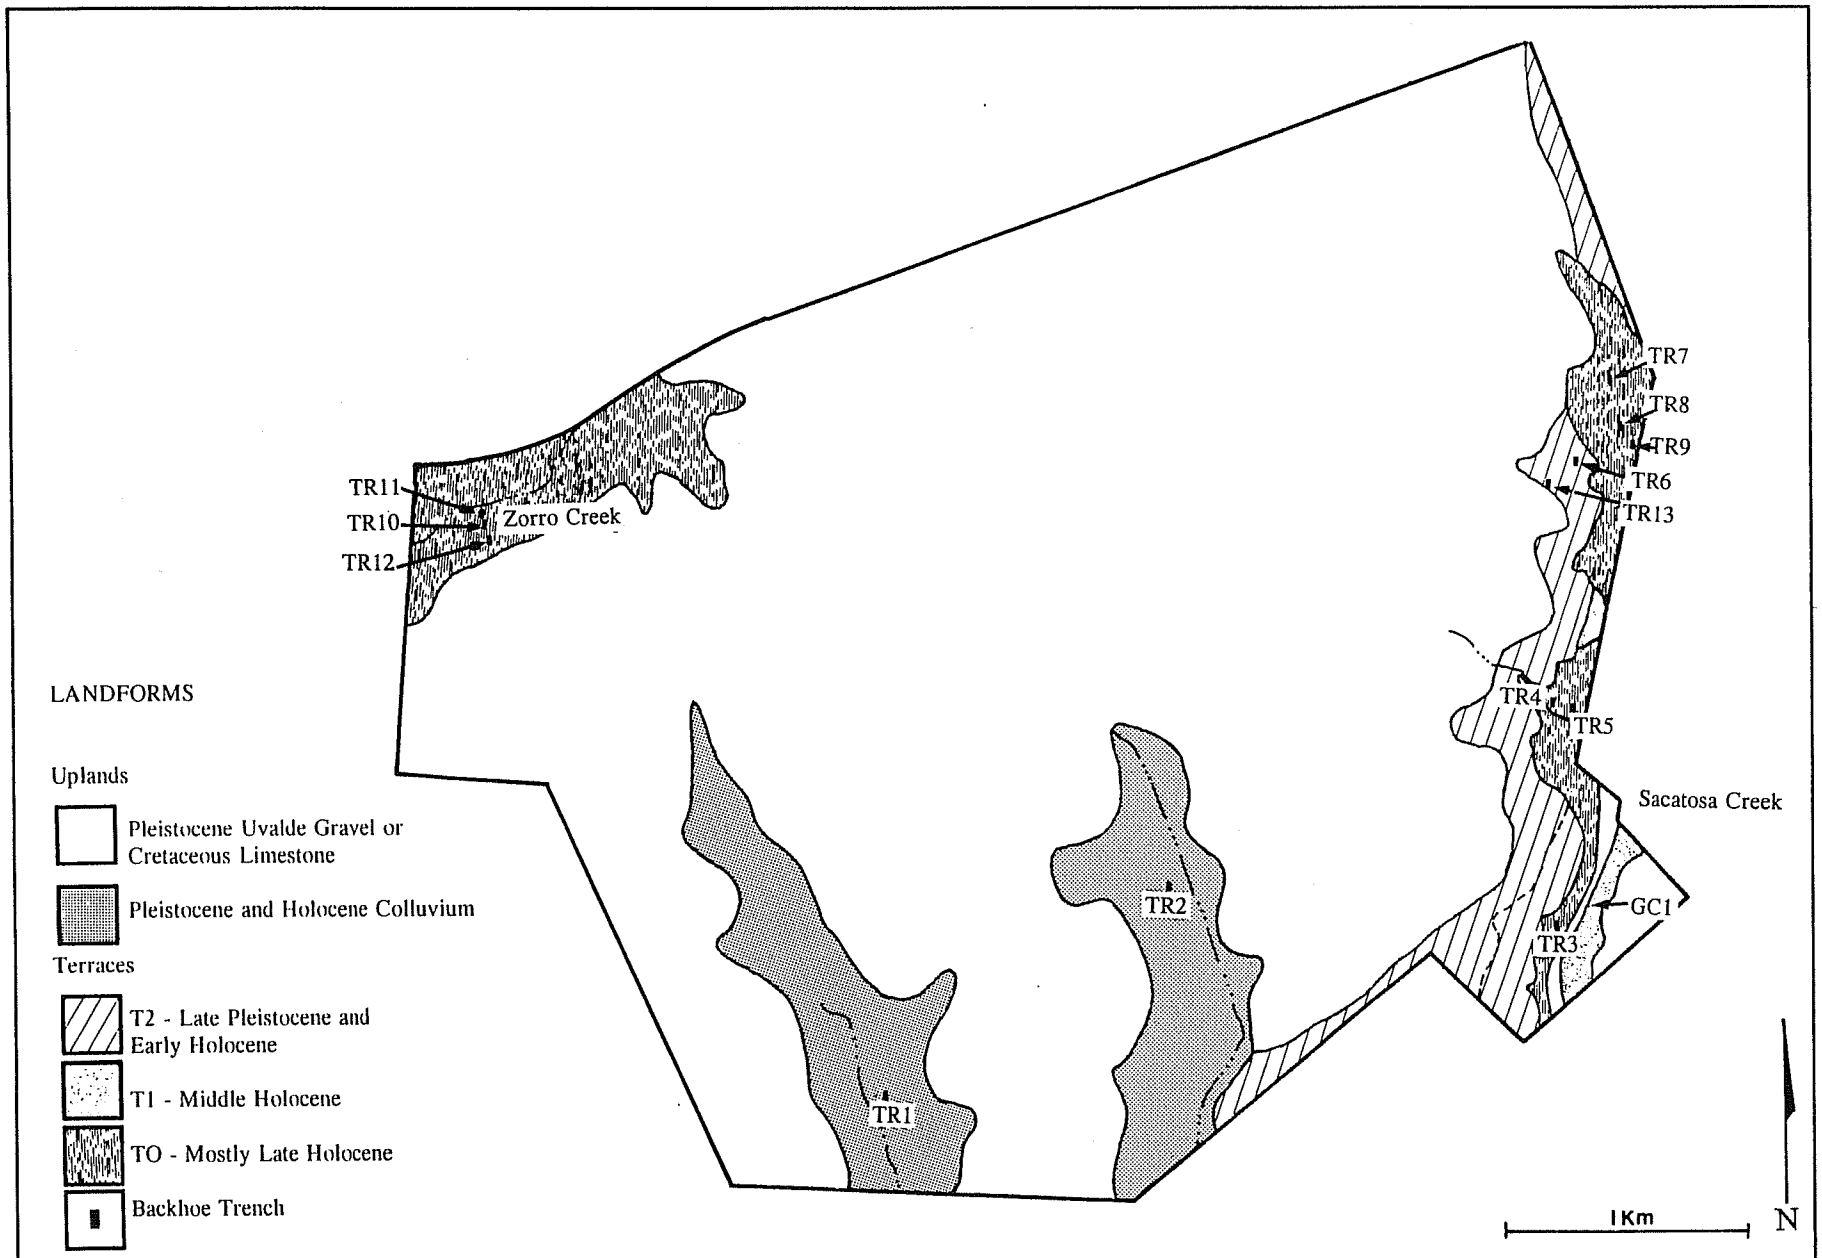 TR7
TR8
TR9
TR6
TR13
TR11
TR10
Zorro Creek
TR12
LANDFORMS
Uplands
Pleistocene Uvalde Gravel or
Cretaceous Limestone
Pleistocene and Holocene Colluvium
Terraces
T2 - Late Pleistocene and
Early Holocene
T1 - Middle Holocene
TO - Mostly Late Holocene
Backhoe Trench
TR4
TR5
Sacatosa Creek
TR2
GC1
TR3
TR1
1 Km
N